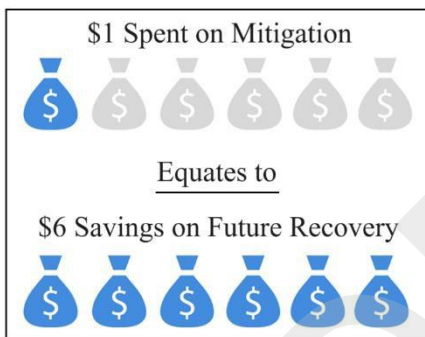 $1 Spent on Mitigation
$ $ $ $ $ $
Equates to
$6 Savings on Future Recovery
$ $ $ $ $ $